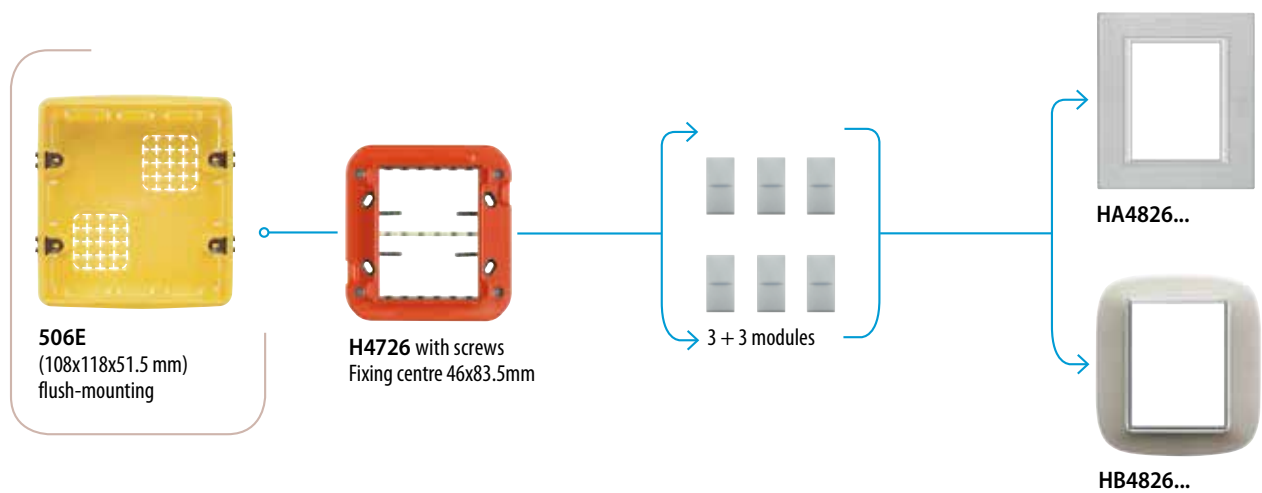 506E
(108x118x51.5 mm)
flush-mounting
H4726 with screws
Fixing centre 46x83.5mm
3 + 3 modules
HA4826...
HB4826...